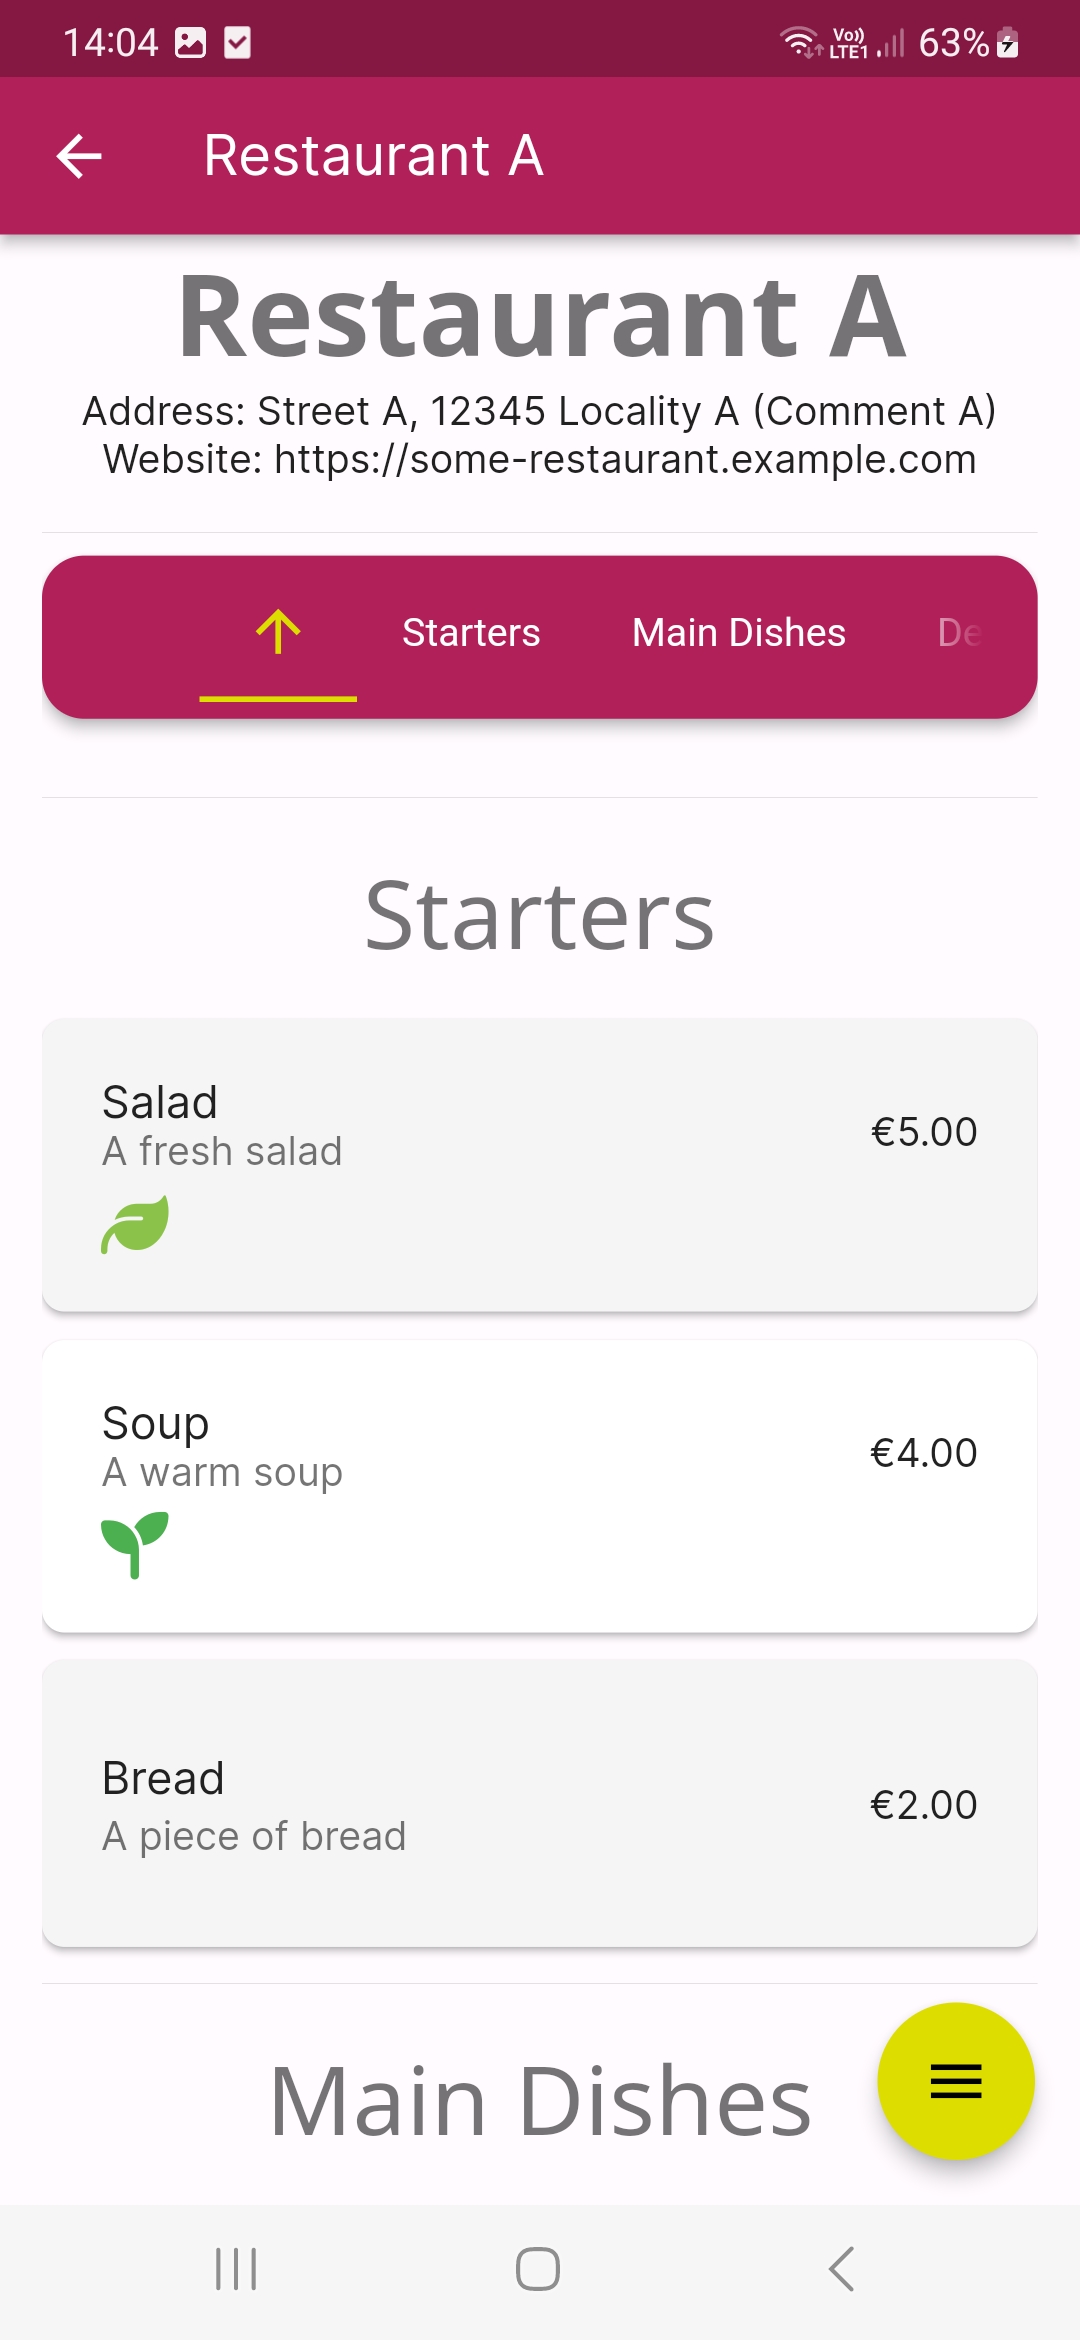 14:04
Vo)) LTE1 63%
Restaurant A
Restaurant A
Address: Street A, 12345 Locality A (Comment A)
Website: https://some-restaurant.example.com
Starters Main Dishes De
Starters
Salad
A fresh salad
€5.00
Soup
A warm soup
€4.00
Bread
A piece of bread
€2.00
Main Dishes